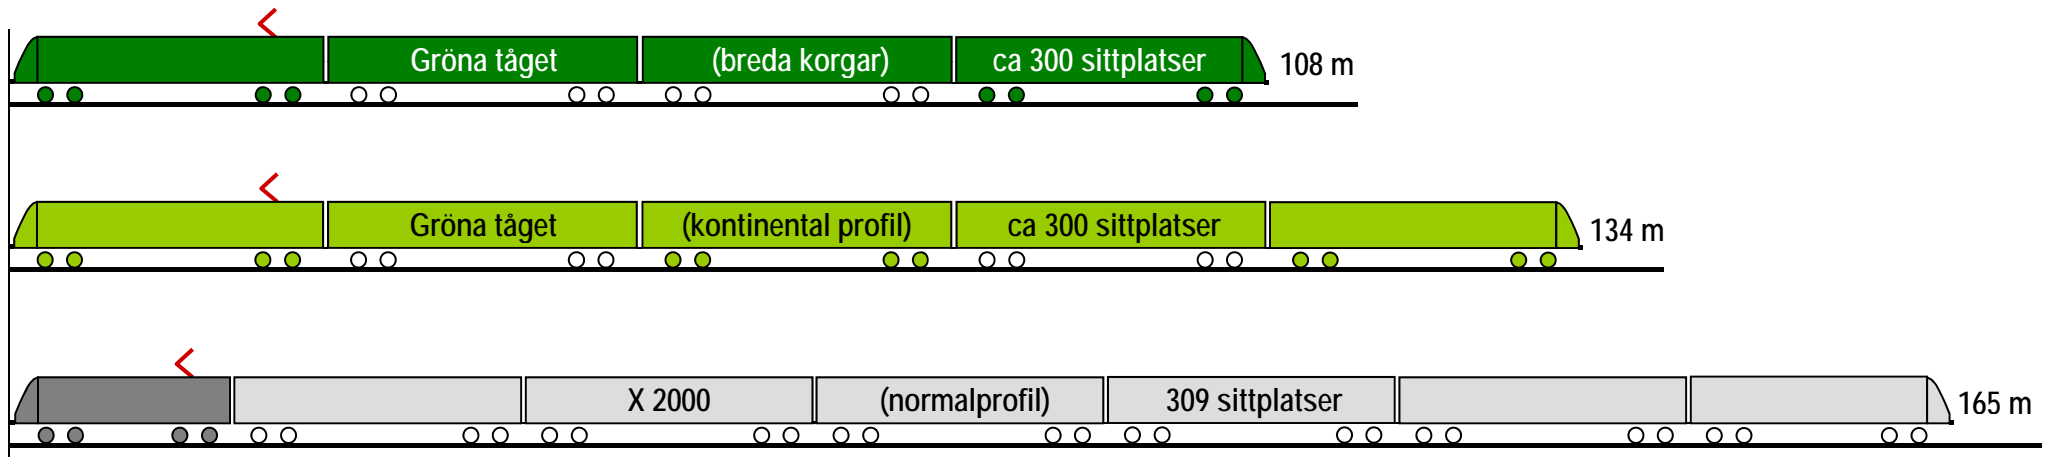 Gröna tåget (breda korgar) ca 300 sittplatser 108 m
Gröna tåget (kontinental profil) ca 300 sittplatser 134 m
X 2000 (normalprofil) 309 sittplatser 165 m